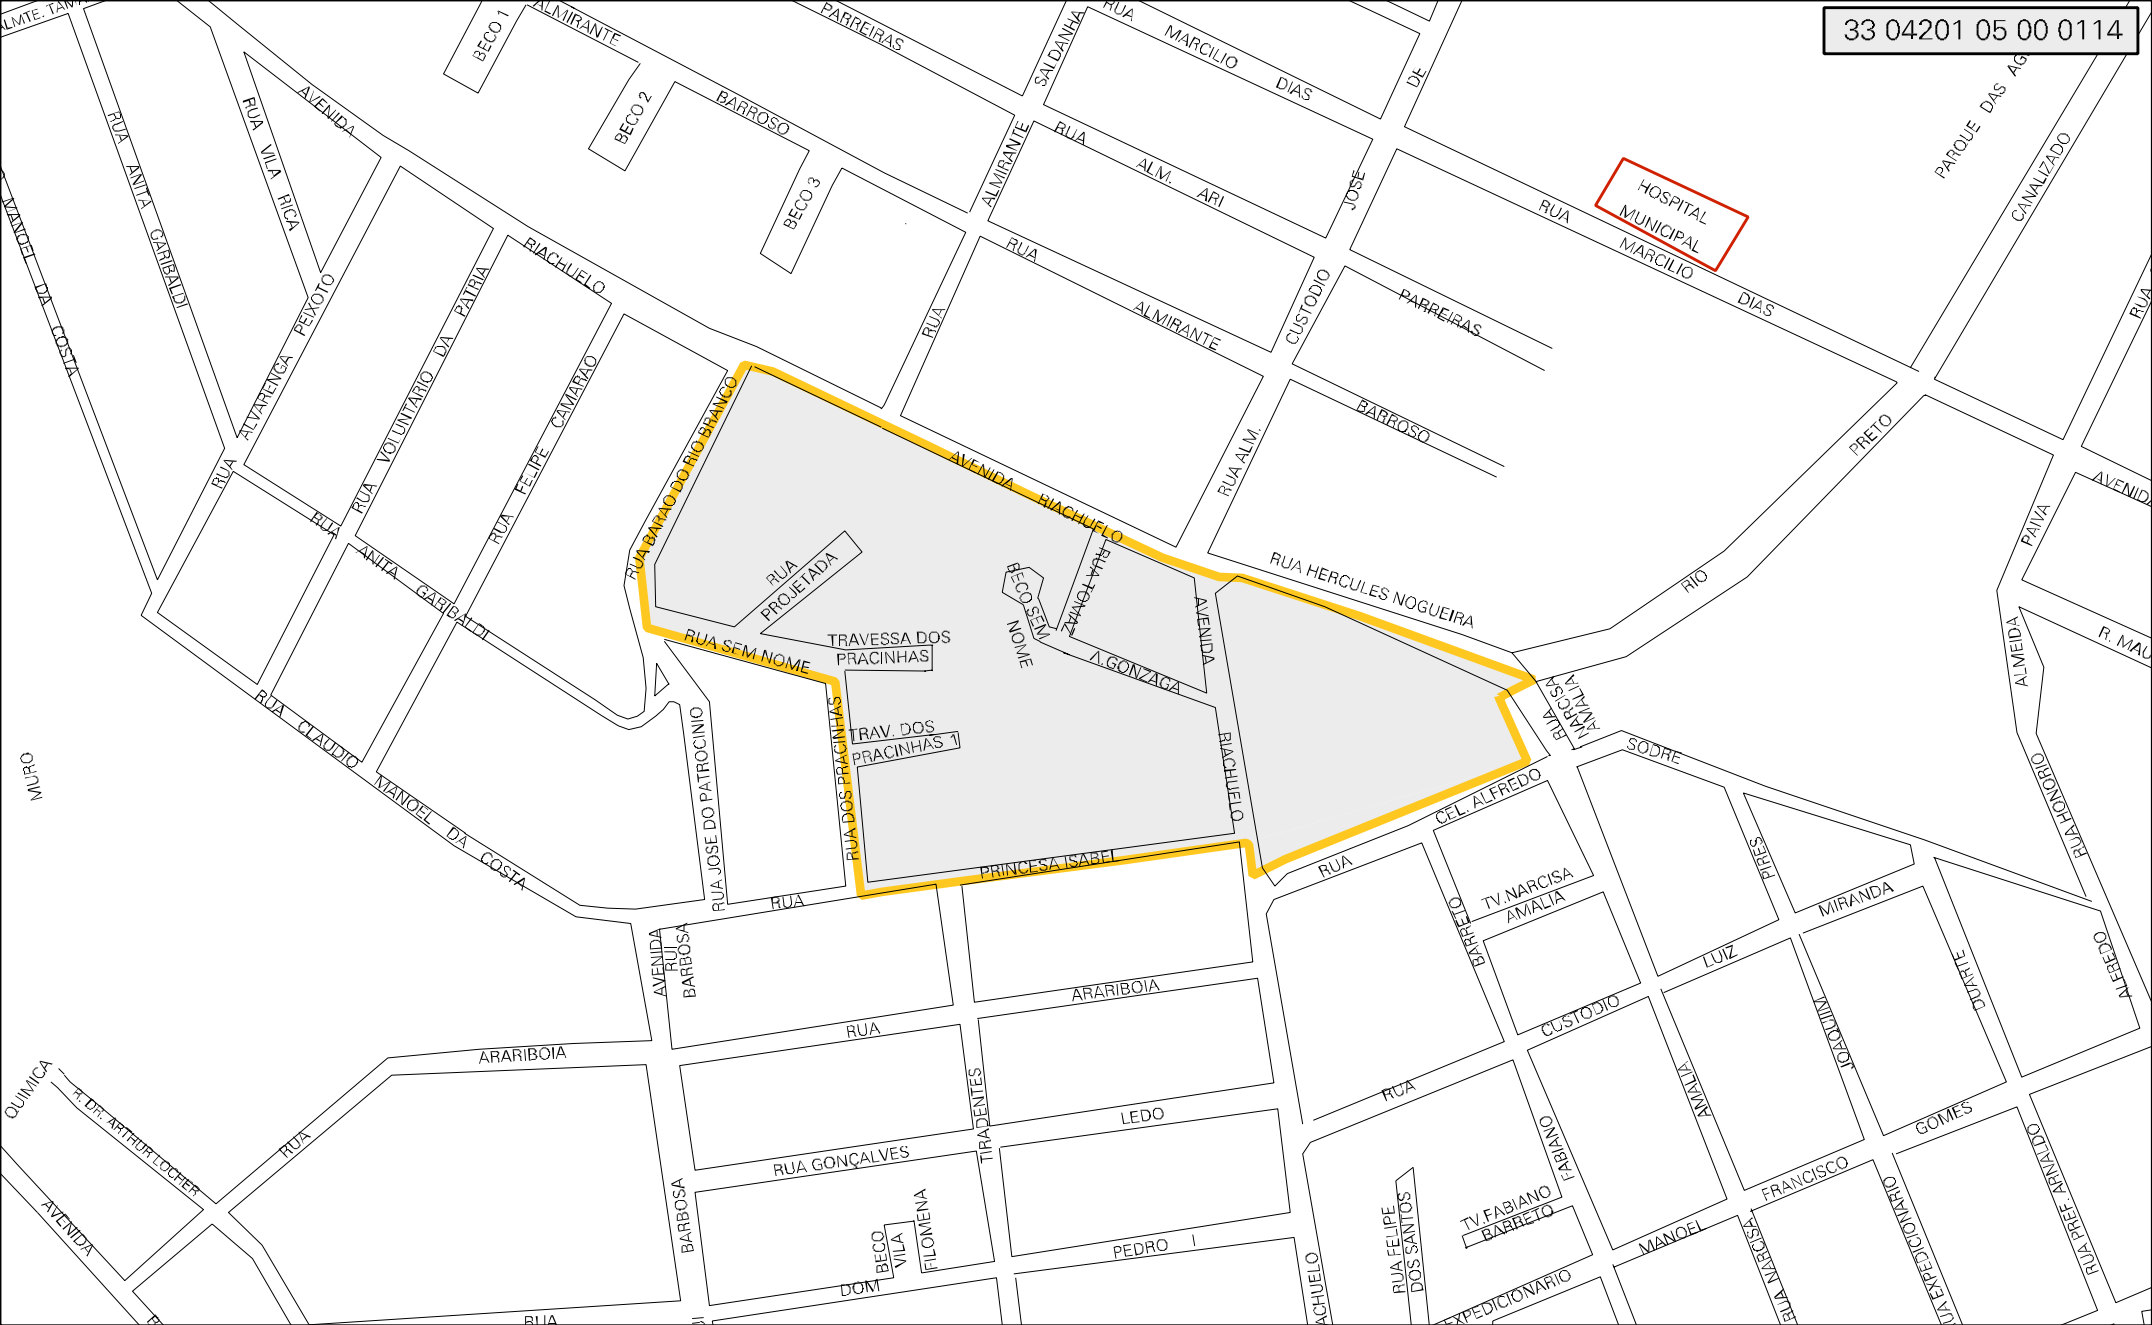 33 04201 05 00 0114
BECO 1
ALMIRANTE
BARROSO
BECO 2
BECO 3
PARREIRAS
SALDANHA
ALMIRANTE
RUA
RUA
MARCILIO
DIAS
DE
JOSE
CUSTODIO
RUA ALM.
RUA
ALM.
ARI
PARREIRAS
RUA
ALMIRANTE
BARROSO
HOSPITAL
MUNICIPAL
RUA
MARCILIO
DIAS
PARQUE DAS
CANALIZADO
RIO
PRETO
RUA
AVENIDA
RIACHUELO
RUA VILA RICA
RUA ANITA GARIBALDI
MANOEL DA COSTA
RUA ALVARENGA PEIXOTO
RUA VOLUNTARIO DA PATRIA
RUA FELIPE CAMARAO
RUA BARAO DO RIO BRANCO
AVENIDA
RIACHUELO
RUA HERCULES NOGUEIRA
RUA
ANITA
GARIBALDI
RUA
PROJETADA
BECO SEM
NOME
RUA TOMAZ
A.GONZAGA
AVENIDA
RIACHUELO
RUA SEM NOME
TRAVESSA DOS
PRACINHAS
TRAV. DOS
PRACINHAS 1
RUA DOS PRACINHAS
RUA JOSE DO PATROCINIO
RUA CLAUDIO MANOEL DA COSTA
MURO
RUA
PRINCESA ISABEL
RUA
NARCISA
AMALIA
SODRE
CEL. ALFREDO
RUA
AVENIDA
PAIVA
ALMEIDA
RUA HONORIO
R. MAU
PIRES
MIRANDA
LUIZ
CUSTODIO
RUA
TV.NARCISA
AMALIA
BARRETO
FABIANO
AVENIDA
RUI
BARBOSA
ARARIBOIA
RUA
ARARIBOIA
RUA
QUIMICA
R. DR. ARTHUR LOCHER
AVENIDA
TIRADENTES
LEDO
RUA GONÇALVES
BARBOSA
BECO
VILA
FILOMENA
DOM
PEDRO I
RUA
ACHUELO
RUA FELIPE
DOS SANTOS
TV.FABIANO
BARRETO
EXPEDICIONARIO
MANOEL
FRANCISCO
GOMES
AMALIA
RUA NARCISA
JOAQUIM
DUARTE
ALFREDO
UA EXPEDICIONARIO
RUA PREF. ARNALDO